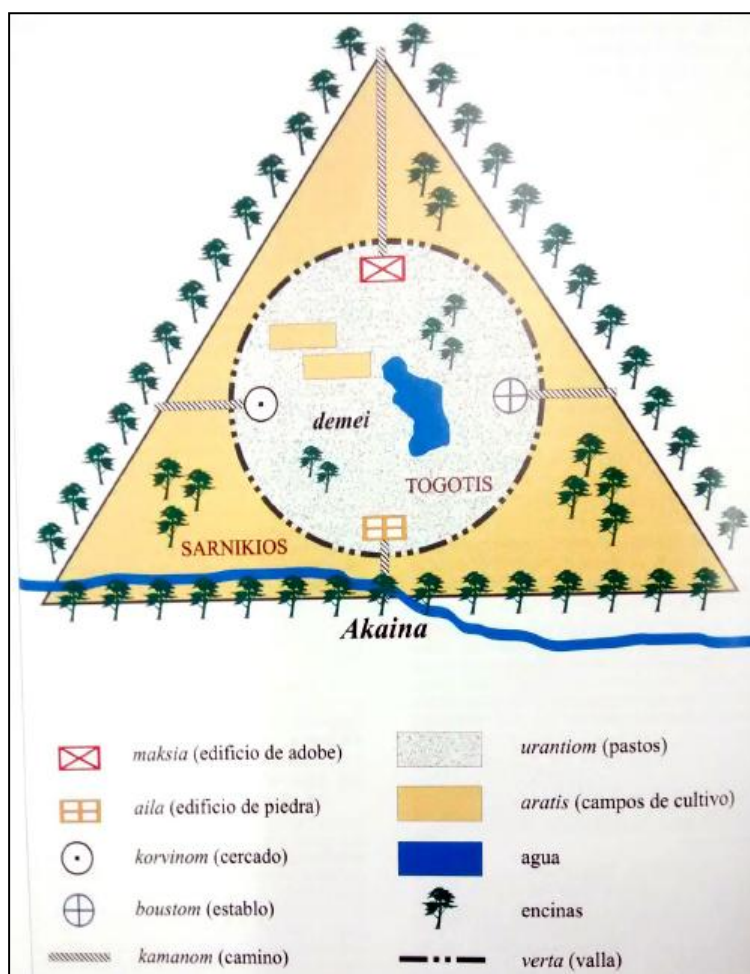 demei
TOGOTIS
SARNIKIOS
Akaina
maksia (edificio de adobe)
urantiom (pastos)
aila (edificio de piedra)
aratis (campos de cultivo)
korvinom (cercado)
agua
boustom (establo)
encinas
kamanom (camino)
verta (valla)